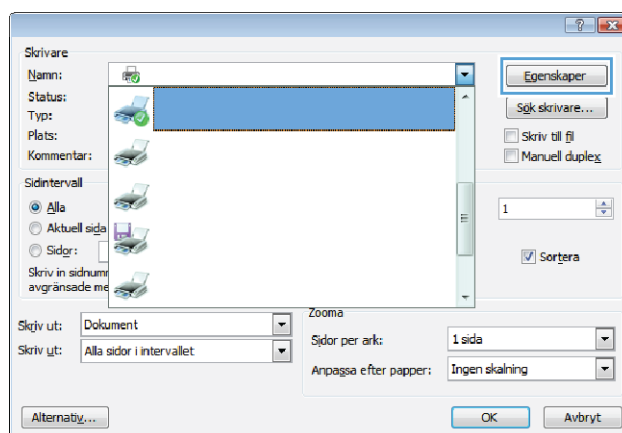 Skrivare
Namn:
Egenskaper
Status:
Typ:
Sök skrivare...
Plats:
Skriv till fil
Kommentar:
Manuell duplex
Sidintervall
Alla
1
Aktuell sida
Sidor:
Sortera
Skriv in sidnumr
avgränsade me
Zooma
Skriv ut: Dokument
Sidor per ark: 1 sida
Skriv ut: Alla sidor i intervallet
Anpassa efter papper: Ingen skalning
Alternativ...
OK
Avbryt